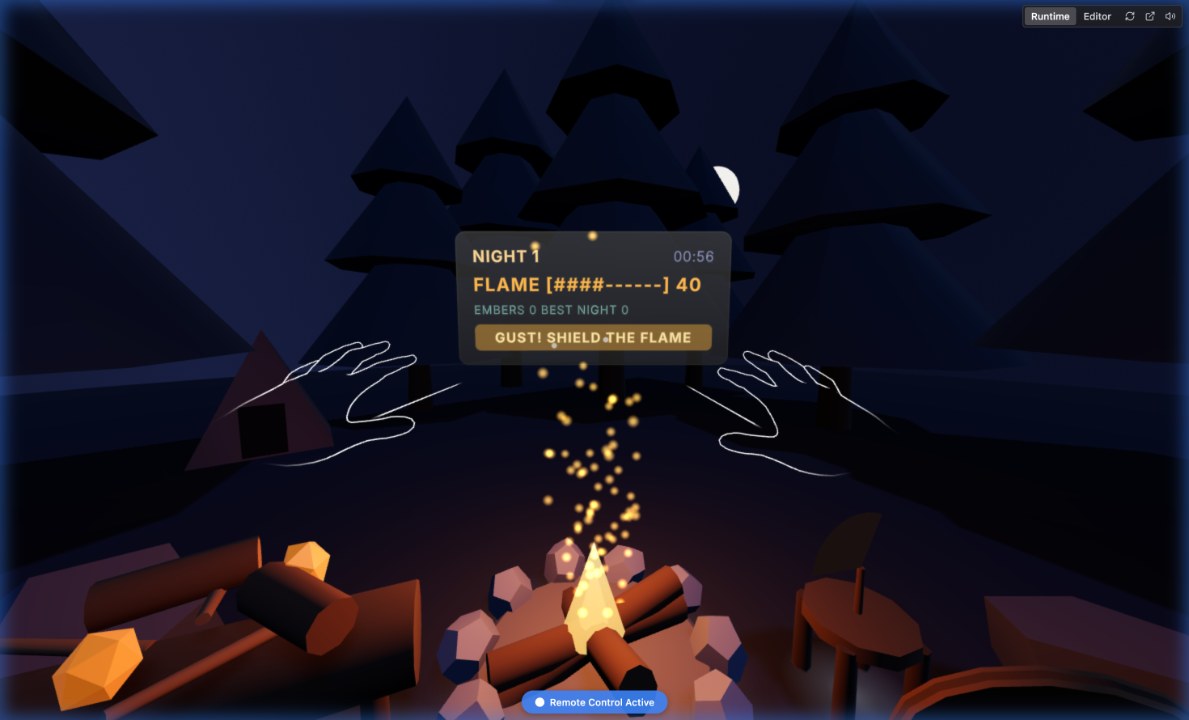 Runtime Editor
NIGHT 1 00:56
FLAME [####------] 40
EMBERS 0 BEST NIGHT 0
GUST! SHIELD THE FLAME
Remote Control Active